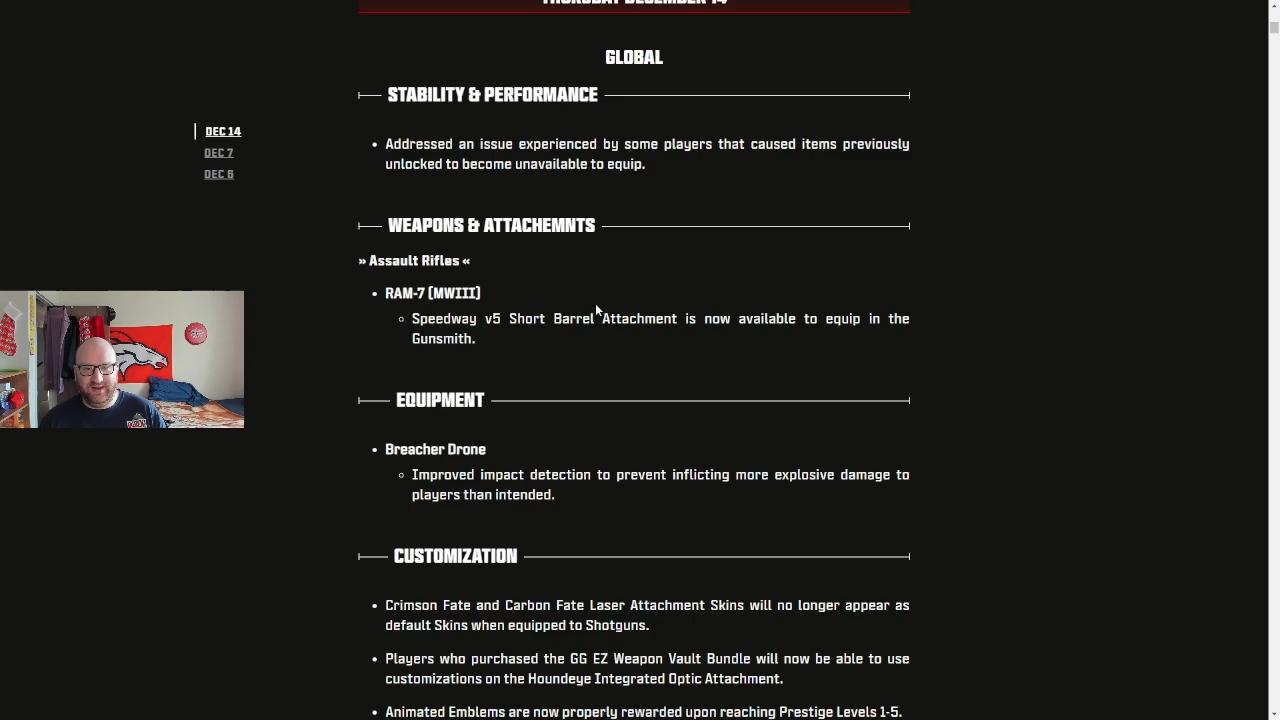 THURSDAY DECEMBER 14
GLOBAL
STABILITY & PERFORMANCE
DEC 14
DEC 7
DEC 6
• Addressed an issue experienced by some players that caused items previously
unlocked to become unavailable to equip.
WEAPONS & ATTACHEMNTS
» Assault Rifles «
• RAM-7 (MWIII)
Speedway v5 Short Barrel Attachment is now available to equip in the
Gunsmith.
EQUIPMENT
• Breacher Drone
Improved impact detection to prevent inflicting more explosive damage to
players than intended.
CUSTOMIZATION
• Crimson Fate and Carbon Fate Laser Attachment Skins will no longer appear as
default Skins when equipped to Shotguns.
• Players who purchased the GG EZ Weapon Vault Bundle will now be able to use
customizations on the Houndeye Integrated Optic Attachment.
• Animated Emblems are now properly rewarded upon reaching Prestige Levels 1-5.